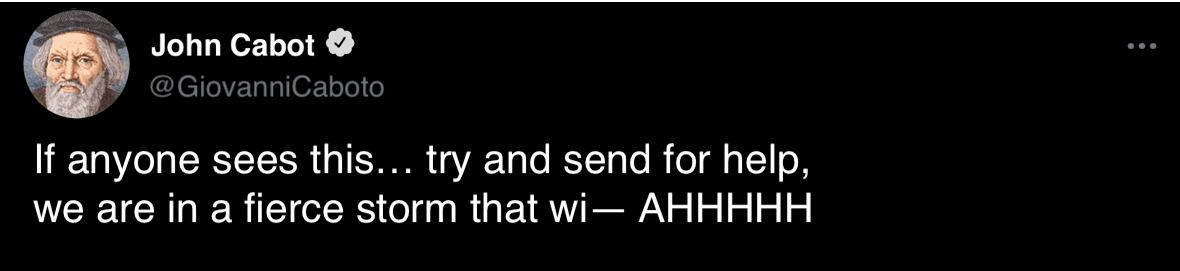 John Cabot
@GiovanniCaboto
If anyone sees this... try and send for help,
we are in a fierce storm that wi— AHHHHH